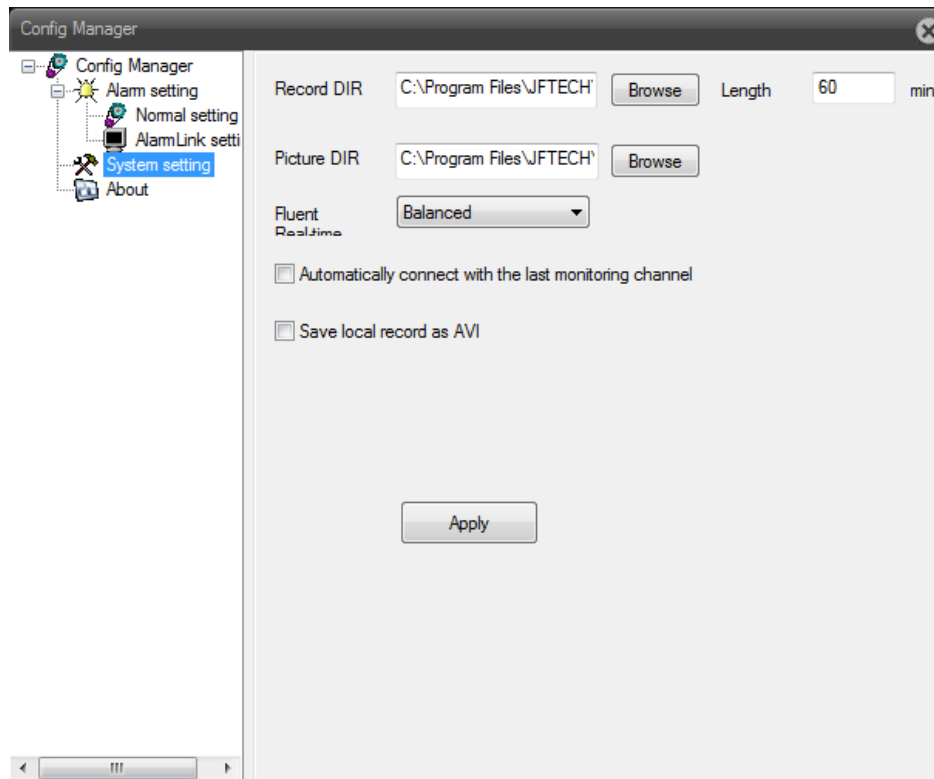 Config Manager
Config Manager
Alarm setting
Normal setting
AlarmLink setti
System setting
About
Record DIR C:\Program Files\JFTECH\ Browse Length 60 min
Picture DIR C:\Program Files\JFTECH\ Browse
Fluent Balanced
Real-time
Automatically connect with the last monitoring channel
Save local record as AVI
Apply